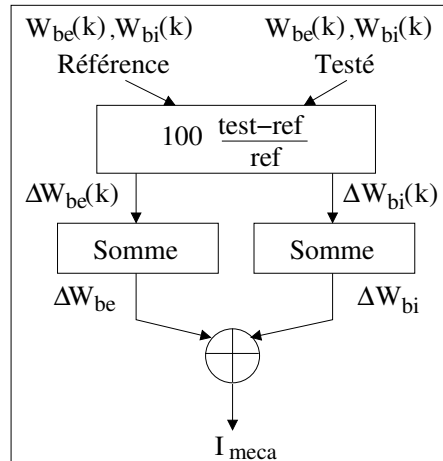 W_be(k) ,W_bi(k) W_be(k), W_bi(k)
Référence Testé
100 test−ref
ref
ΔW_be(k) ΔW_bi(k)
Somme Somme
ΔW_be ΔW_bi
I_meca